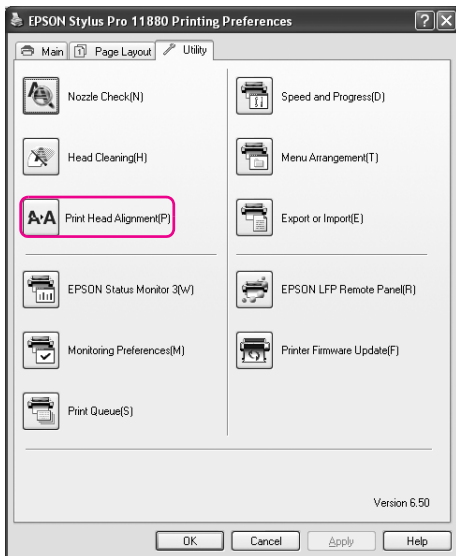 EPSON Stylus Pro 11880 Printing Preferences
Main
Page Layout
Utility
Nozzle Check(N)
Speed and Progress(D)
Head Cleaning(H)
Menu Arrangement(T)
A·A
Print Head Alignment(P)
Export or Import(E)
EPSON Status Monitor 3(W)
EPSON LFP Remote Panel(R)
Monitoring Preferences(M)
Printer Firmware Update(F)
Print Queue(S)
Version 6.50
OK
Cancel
Apply
Help